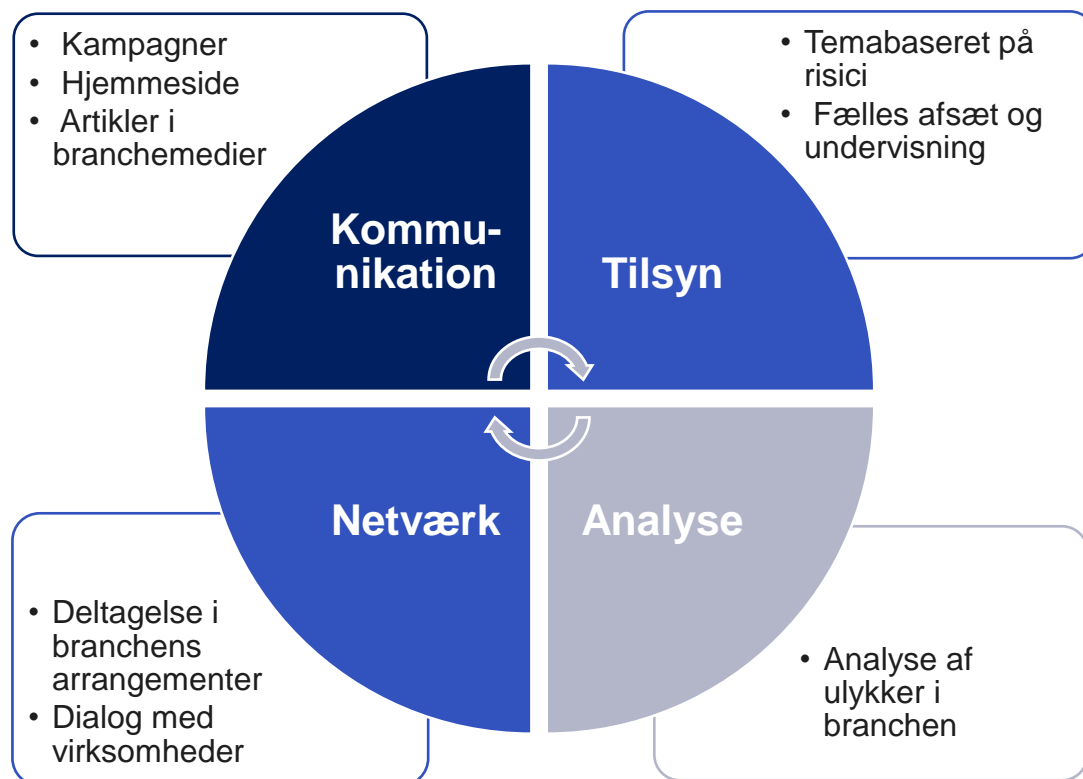 • Kampagner
• Hjemmeside
• Artikler i
branchemedier
• Temabaseret på
risici
• Fælles afsæt og
undervisning
Kommu-
nikation
Tilsyn
Netværk
Analyse
• Deltagelse i
branchens
arrangementer
• Dialog med
virksomheder
• Analyse af
ulykker i
branchen